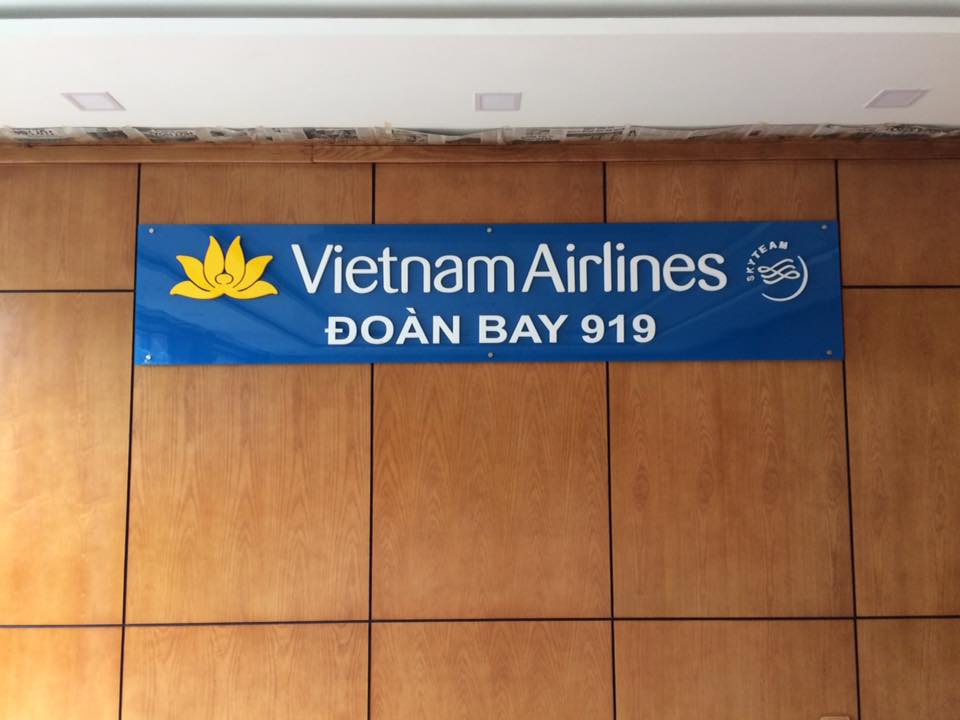 Vietnam Airlines
SKYTEAM
ĐOÀN BAY 919